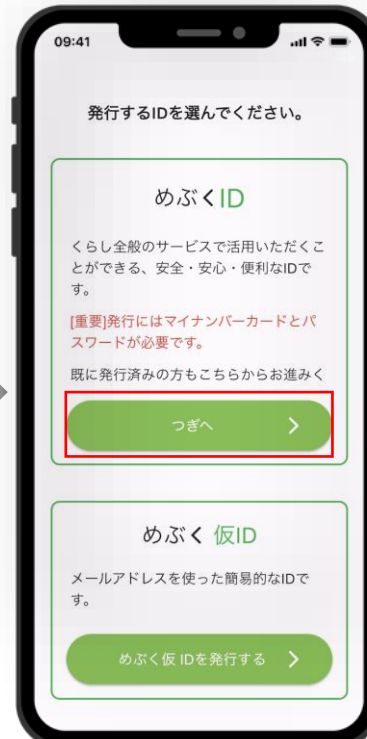 09:41
発行するIDを選んでください。
めぶくID
くらし全般のサービスで活用いただくこ
とができる、安全・安心・便利なIDで
す。
[重要]発行にはマイナンバーカードとパ
スワードが必要です。
既に発行済みの方もこちらからお進みく
つぎへ
めぶく 仮ID
メールアドレスを使った簡易的なIDで
す。
めぶく仮 IDを発行する